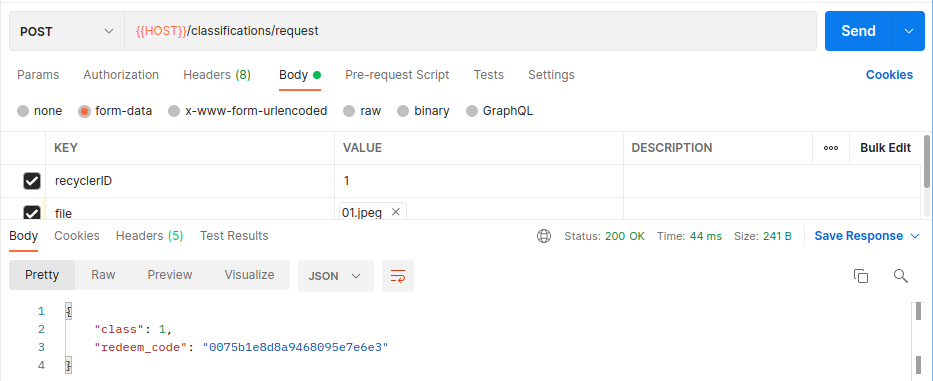 POST {{HOST}}/classifications/request Send
Params Authorization Headers (8) Body Pre-request Script Tests Settings Cookies
none form-data x-www-form-urlencoded raw binary GraphQL
KEY VALUE DESCRIPTION ooo Bulk Edit
recyclerID 1
file 01.jpeg ×
Body Cookies Headers (5) Test Results Status: 200 OK Time: 44 ms Size: 241 B Save Response
Pretty Raw Preview Visualize JSON
1 {
2 "class": 1,
3 "redeem_code": "0075b1e8d8a9468095e7e6e3"
4 }